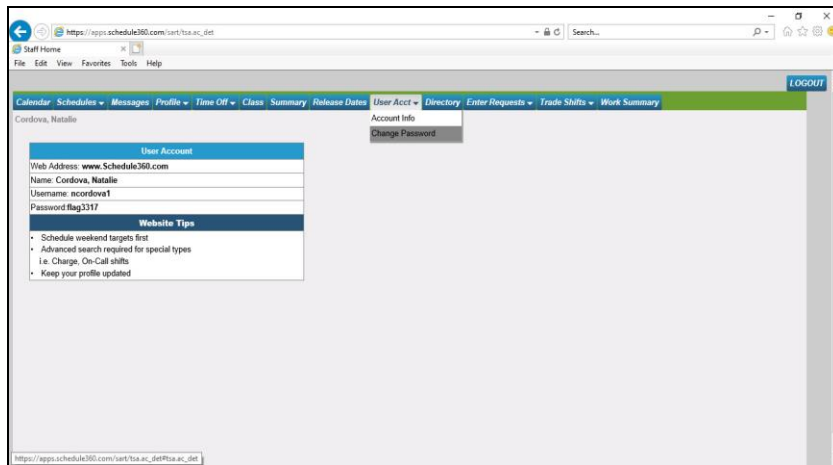 https://apps.schedule360.com/sart/tsa.ac_det
Search...
Staff Home
File Edit View Favorites Tools Help
LOGOUT
Calendar Schedules Messages Profile Time Off Class Summary Release Dates User Acct Directory Enter Requests Trade Shifts Work Summary
Cordova, Natalie
Account Info
Change Password
User Account
Web Address: www.Schedule360.com
Name: Cordova, Natalie
Username: ncordova1
Password:flag3317
Website Tips
• Schedule weekend targets first
• Advanced search required for special types
i.e. Charge, On-Call shifts
• Keep your profile updated
https://apps.schedule360.com/sart/tsa.ac_det#tsa.ac_det